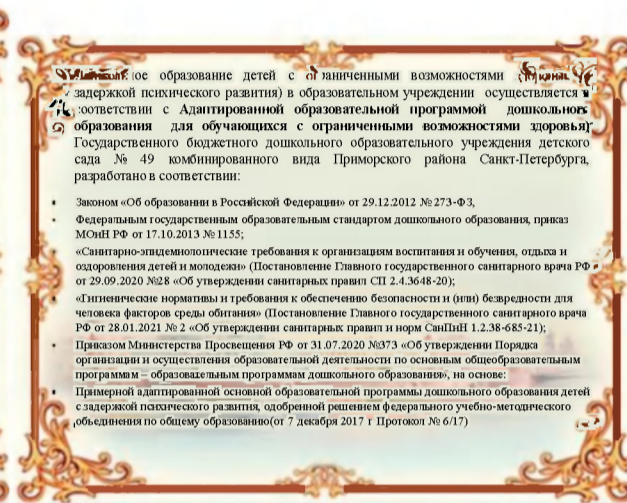 образование детей с ограниченными возможностями
задержкой психического развития) в образовательном учреждении осуществляется в
соответствии с Адаптированной образовательной программой дошкольного
образования для обучающихся с ограниченными возможностями здоровья
Государственного бюджетного дошкольного образовательного учреждения детского
сада № 49 комбинированного вида Приморского района Санкт-Петербурга,
разработано в соответствии:
Законом «Об образовании в Российской Федерации» от 29.12.2012 №273-ФЗ,
Федеральным государственным образовательным стандартом дошкольного образования, приказ
МОиН РФ от 17.10.2013 №1155;
«Санитарно-эпидемиологические требования к организациям воспитания и обучения, отдыха и
оздоровления детей и молодежи» (Постановление Главного государственного санитарного врача РФ
от 29.09.2020 №28 «Об утверждении санитарных правил СП 2.4.3648-20);
«Гигиенические нормативы и требования к обеспечению безопасности и (или) безвредности для
человека факторов среды обитания» (Постановление Главного государственного санитарного врача
РФ от 28.01.2021 № 2 «Об утверждении санитарных правил и норм СанПиН 1.2.38-685-21);
Приказом Министерства Просвещения РФ от 31.07.2020 №373 «Об утверждении Порядка
организации и осуществления образовательной деятельности по основным общеобразовательным
программам – образовательным программам дошкольного образования», на основе:
Примерной адаптированной основной образовательной программы дошкольного образования детей
с задержкой психического развития, одобренной решением федерального учебно-методического
объединения по общему образованию(от 7 декабря 2017 г Протокол № 6/17)